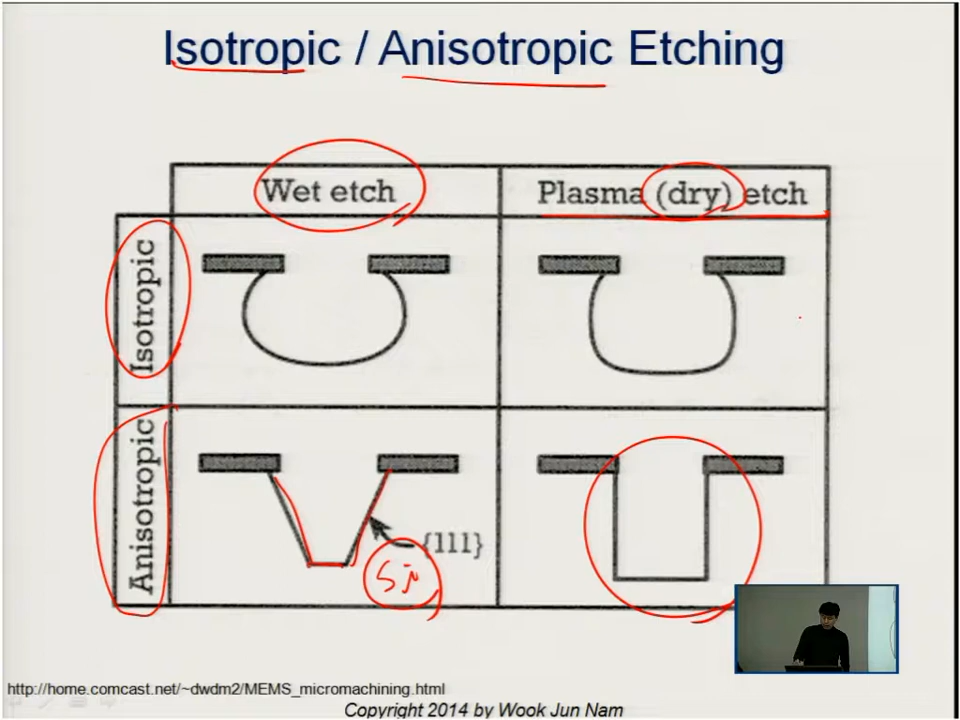 Isotropic / Anisotropic Etching
Wet etch
Plasma (dry) etch
Isotropic
Anisotropic
{111}
Si
http://home.comcast.net/~dwdm2/MEMS_micromachining.html
Copyright 2014 by Wook Jun Nam